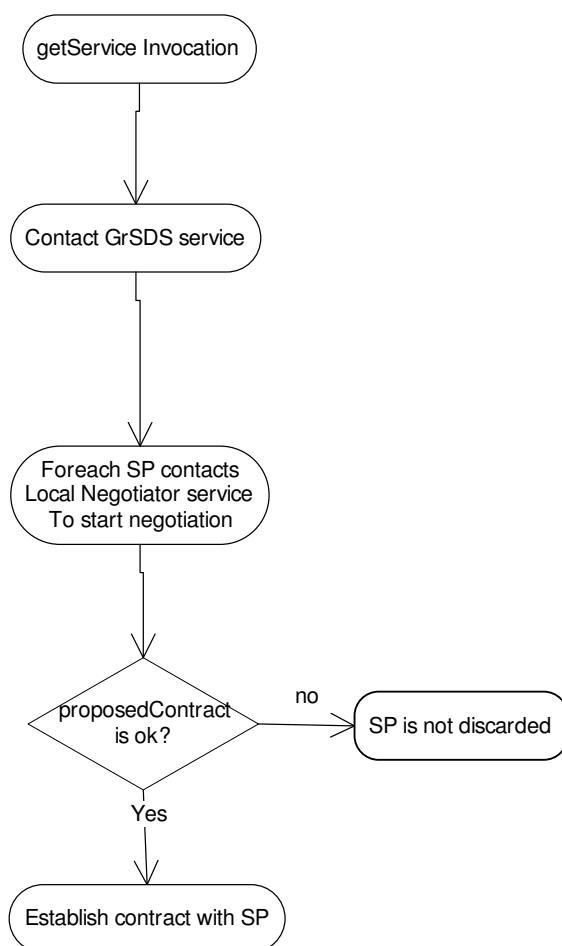 getService Invocation
Contact GrSDS service
Foreach SP contacts
Local Negotiator service
To start negotiation
proposedContract
is ok?
no
SP is not discarded
Yes
Establish contract with SP